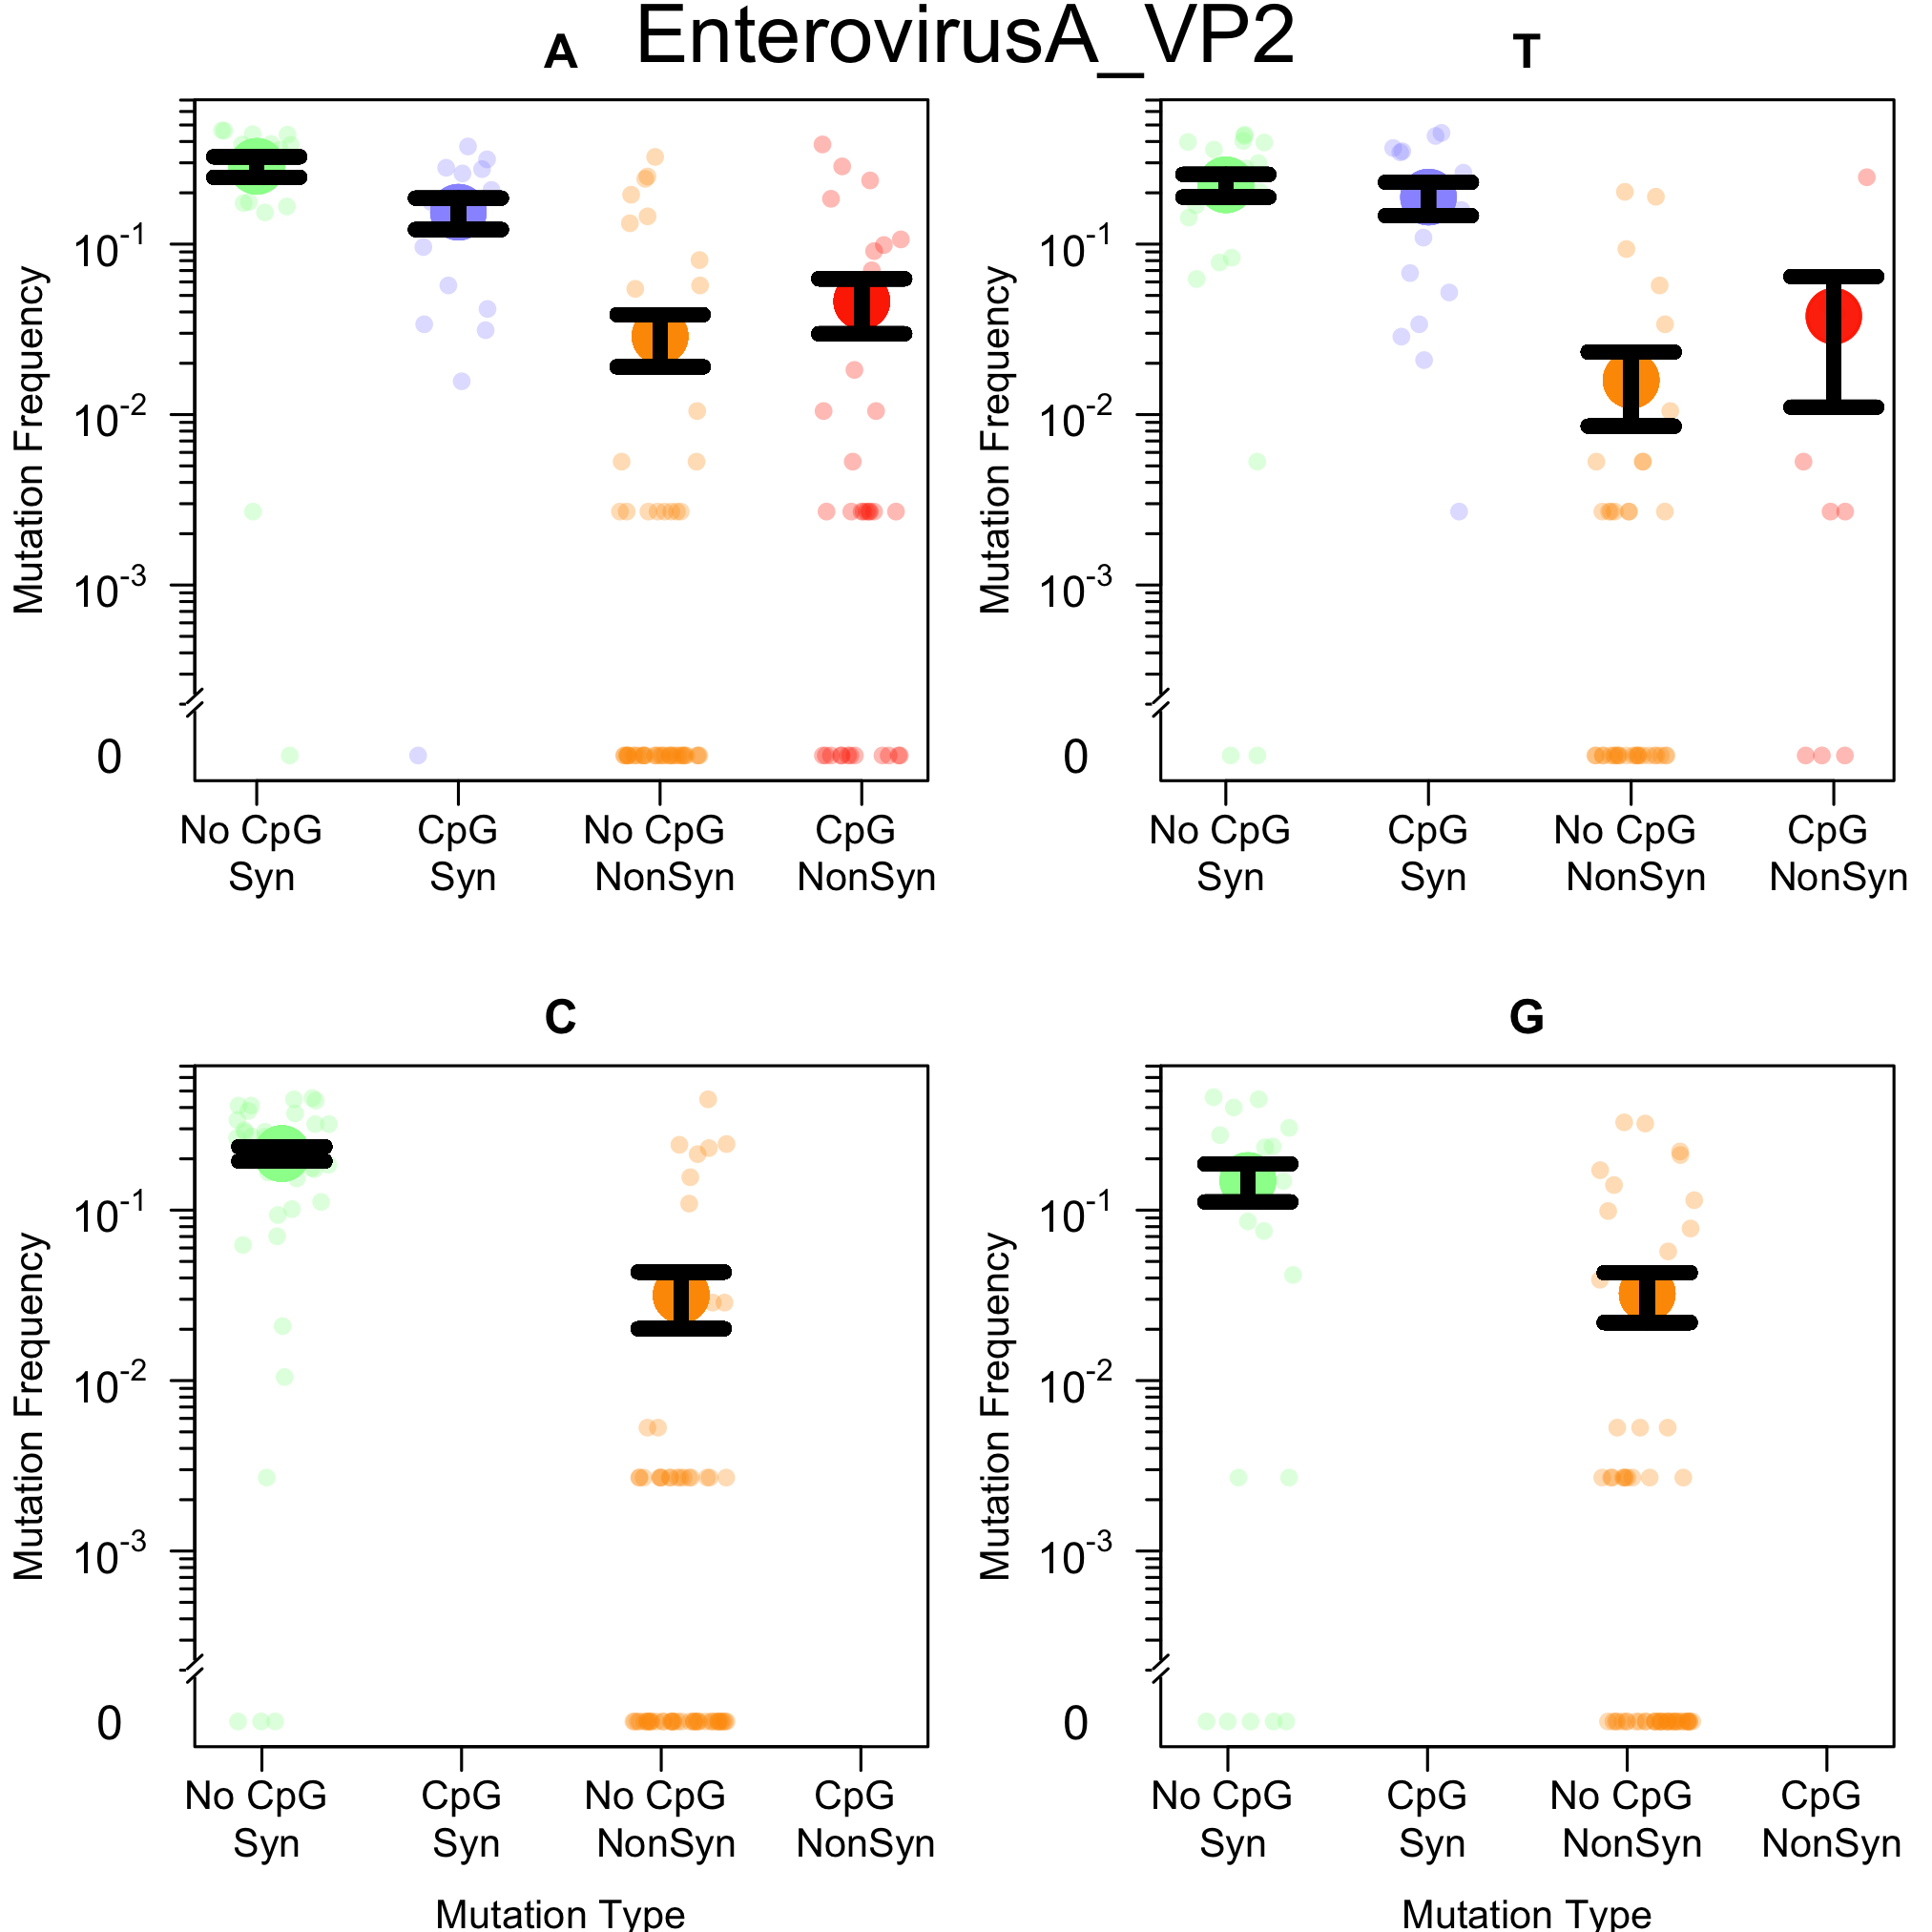 EnterovirusA_VP2
A
Mutation Frequency
10-1
10-2
10-3
0
No CpG CpG No CpG CpG
Syn Syn NonSyn NonSyn
T
Mutation Frequency
10-1
10-2
10-3
0
No CpG CpG No CpG CpG
Syn Syn NonSyn NonSyn
C
Mutation Frequency
10-1
10-2
10-3
0
No CpG CpG No CpG CpG
Syn Syn NonSyn NonSyn
Mutation Type
G
Mutation Frequency
10-1
10-2
10-3
0
No CpG CpG No CpG CpG
Syn Syn NonSyn NonSyn
Mutation Type